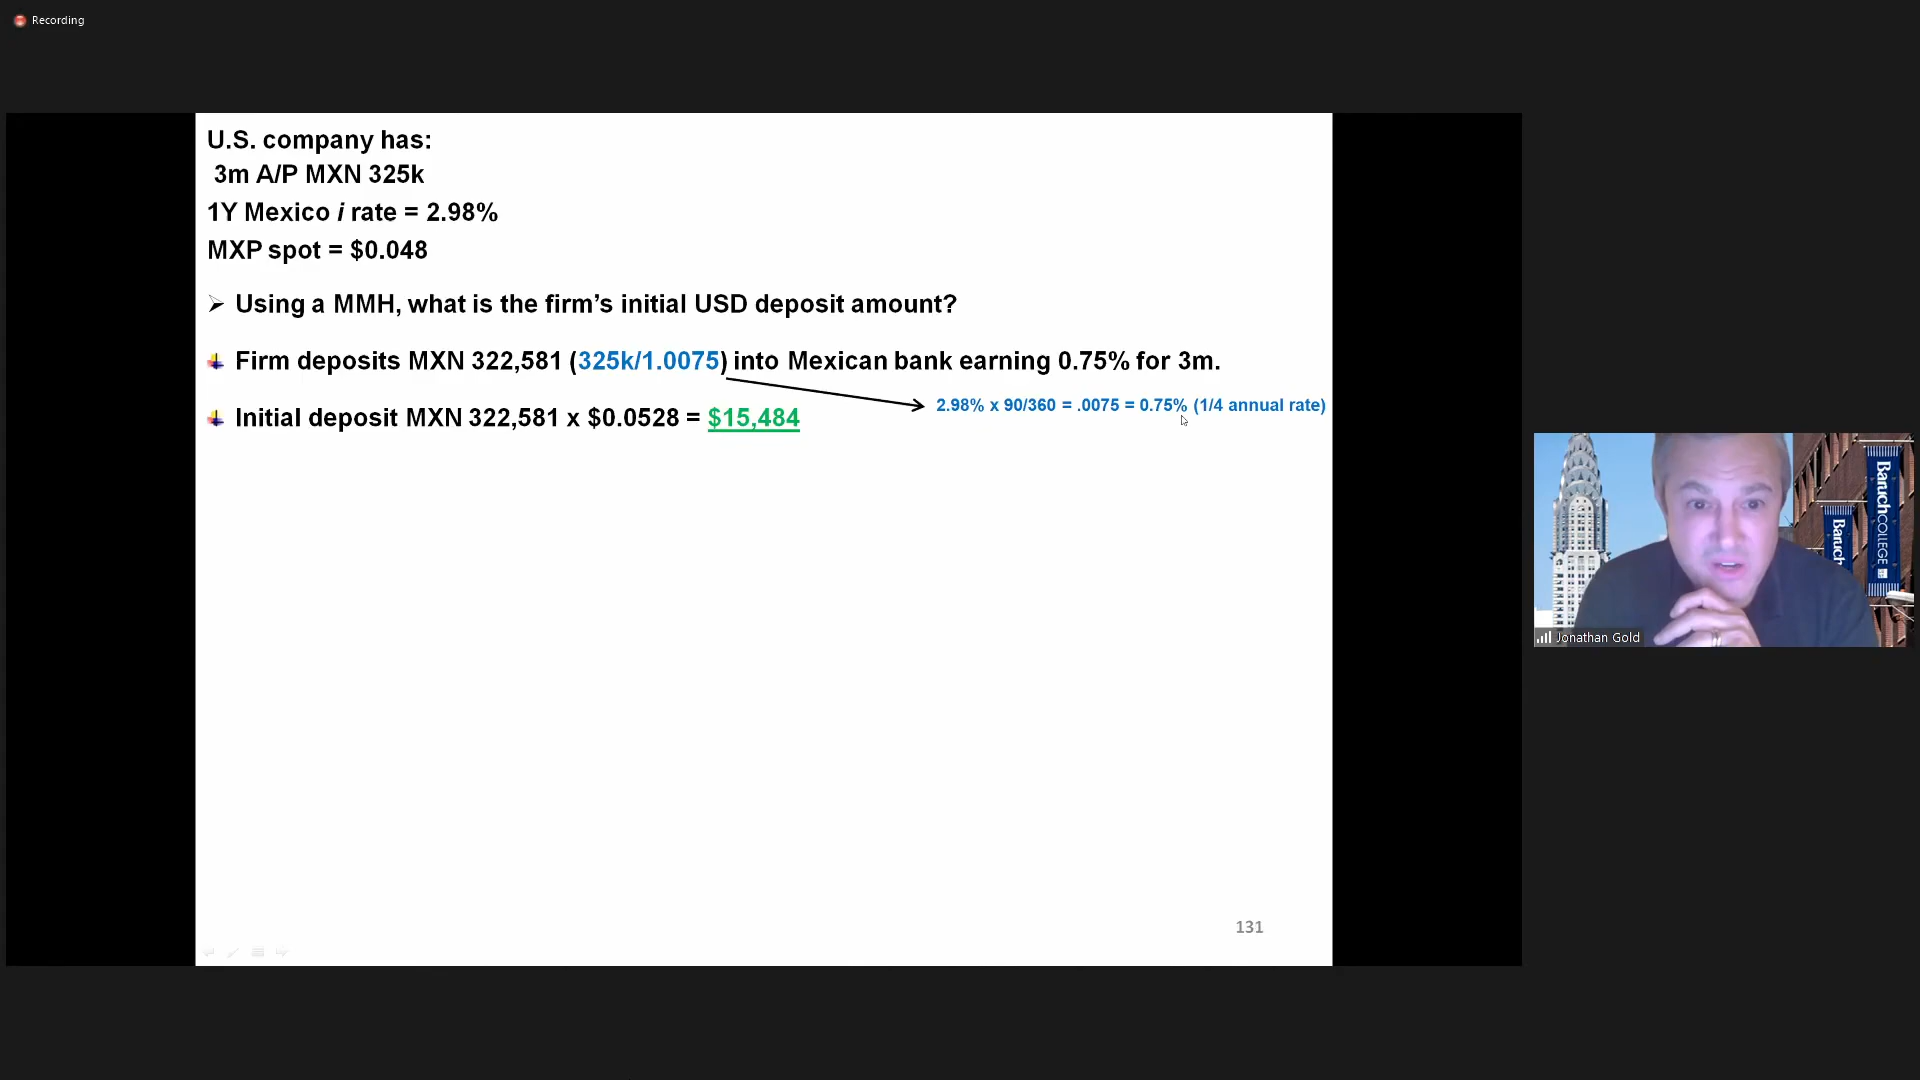 Recording
U.S. company has:
3m A/P MXN 325k
1Y Mexico i rate = 2.98%
MXP spot = $0.048
Using a MMH, what is the firm’s initial USD deposit amount?
Firm deposits MXN 322,581 (325k/1.0075) into Mexican bank earning 0.75% for 3m.
2.98% x 90/360 = .0075 = 0.75% (1/4 annual rate)
Initial deposit MXN 322,581 x $0.0528 = $15,484
131
Baruch COLLEGE
Baruch
Jonathan Gold